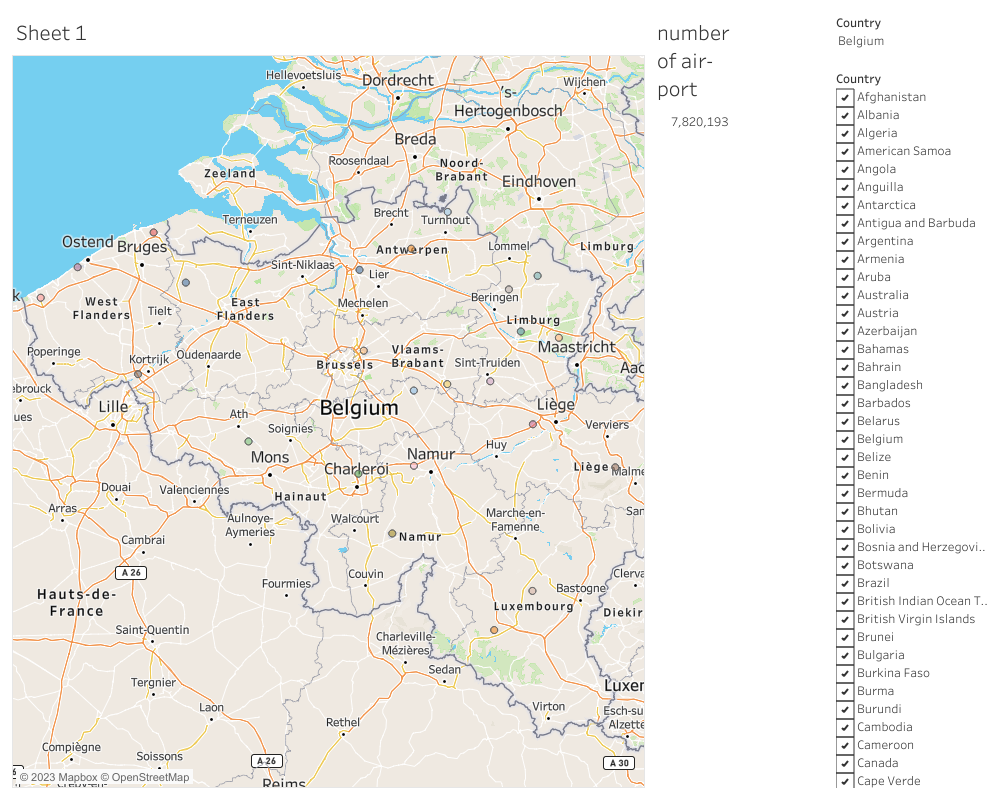 Sheet 1
number
of air-
port
7,820,193
Country
Belgium
Country
Afghanistan
Albania
Algeria
American Samoa
Angola
Anguilla
Antarctica
Antigua and Barbuda
Argentina
Armenia
Aruba
Australia
Austria
Azerbaijan
Bahamas
Bahrain
Bangladesh
Barbados
Belarus
Belgium
Belize
Benin
Bermuda
Bhutan
Bolivia
Bosnia and Herzegovi..
Botswana
Brazil
British Indian Ocean T..
British Virgin Islands
Brunei
Bulgaria
Burkina Faso
Burma
Burundi
Cambodia
Cameroon
Canada
Cape Verde
Hellevoetsluis
Dordrecht
Wijchen
's-
Hertogenbosch
Breda
Roosendaal
Noord-
Brabant
Zeeland
Eindhoven
Terneuzen
Brecht
Turnhout
Ostend
Bruges
Antwerpen
Lommel
Limburg
Sint-Niklaas
Lier
k
West
Flanders
Tielt
East
Flanders
Mechelen
Beringen
Limburg
Maastricht
Poperinge
Kortrijk
Oudenaarde
Brussels
Vlaams-
Brabant
Sint-Truiden
Aac
ebrouck
ues
Lille
Ath
Belgium
Liège
Soignies
Verviers
Mons
Charleroi
Namur
Huy
Liège
Malme
Douai
Valenciennes
Hainaut
Arras
Aulnoye-
Aymeries
Walcourt
Marche-en-
Famenne
San
Cambrai
Namur
A 26
Fourmies
Couvin
Bastogne
Clerva
Hauts-de-
France
Luxembourg
Diekir
Saint-Quentin
Charleville-
Mézières
Sedan
Tergnier
Luxer
Laon
Virton
Esch-su
Alzette
Rethel
Compiègne
Soissons
A 26
A 30
Crépy-en-
Reims
6
© 2023 Mapbox © OpenStreetMap